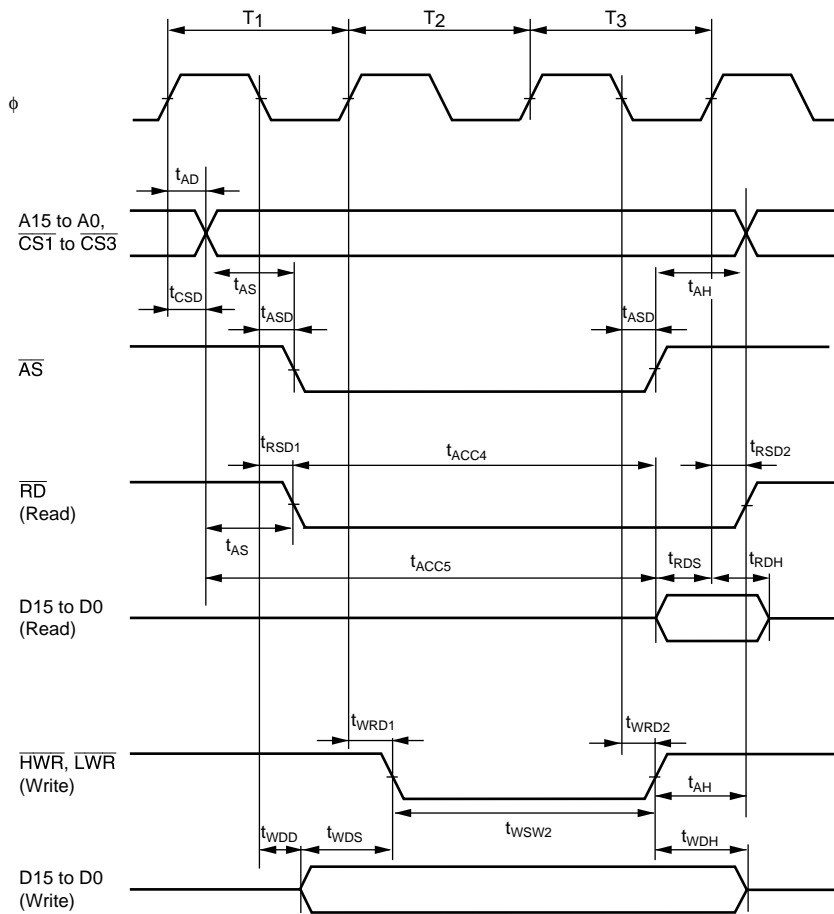 T1 T2 T3
ϕ
tAD
A15 to A0,
CS1 to CS3
tAS tAH
tCSD
tASD tASD
AS
tRSD1 tACC4 tRSD2
RD
(Read)
tAS
tACC5 tRDS tRDH
D15 to D0
(Read)
tWRD1 tWRD2
HWR, LWR
(Write)
tAH
tWSW2
tWDD tWDS tWDH
D15 to D0
(Write)